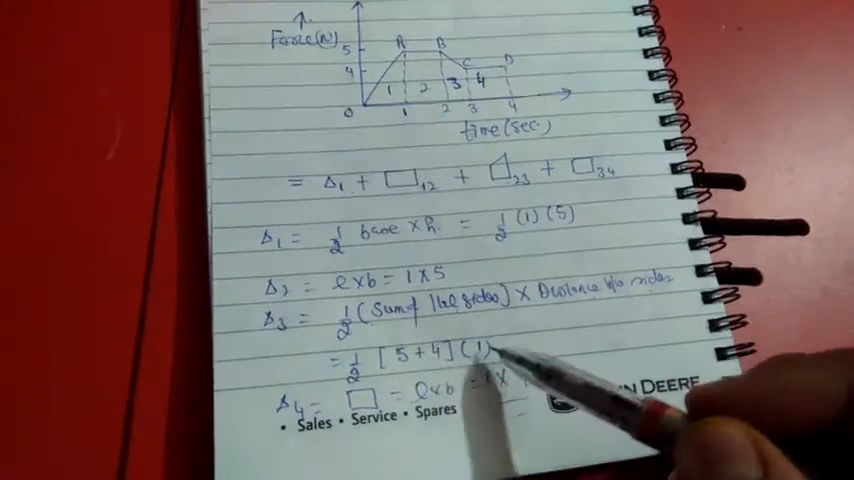 Force(N)
5
4
A B C D
1 2 3 4
0 1 2 3 4
time(sec.)
= Δ₁ + □₁₂ + □₂₃ + □₃₄
Δ₁ = 1/2 base × h. = 1/2 (1) (5)
Δ₂ = l×b = 1×5
Δ₃ = 1/2 (Sum of ||el sides) × Distance b/w sides
= 1/2 [5+4] (1)
Δ₄ = □ = l×b = 1×
• Sales • Service • Spares
N DEERE